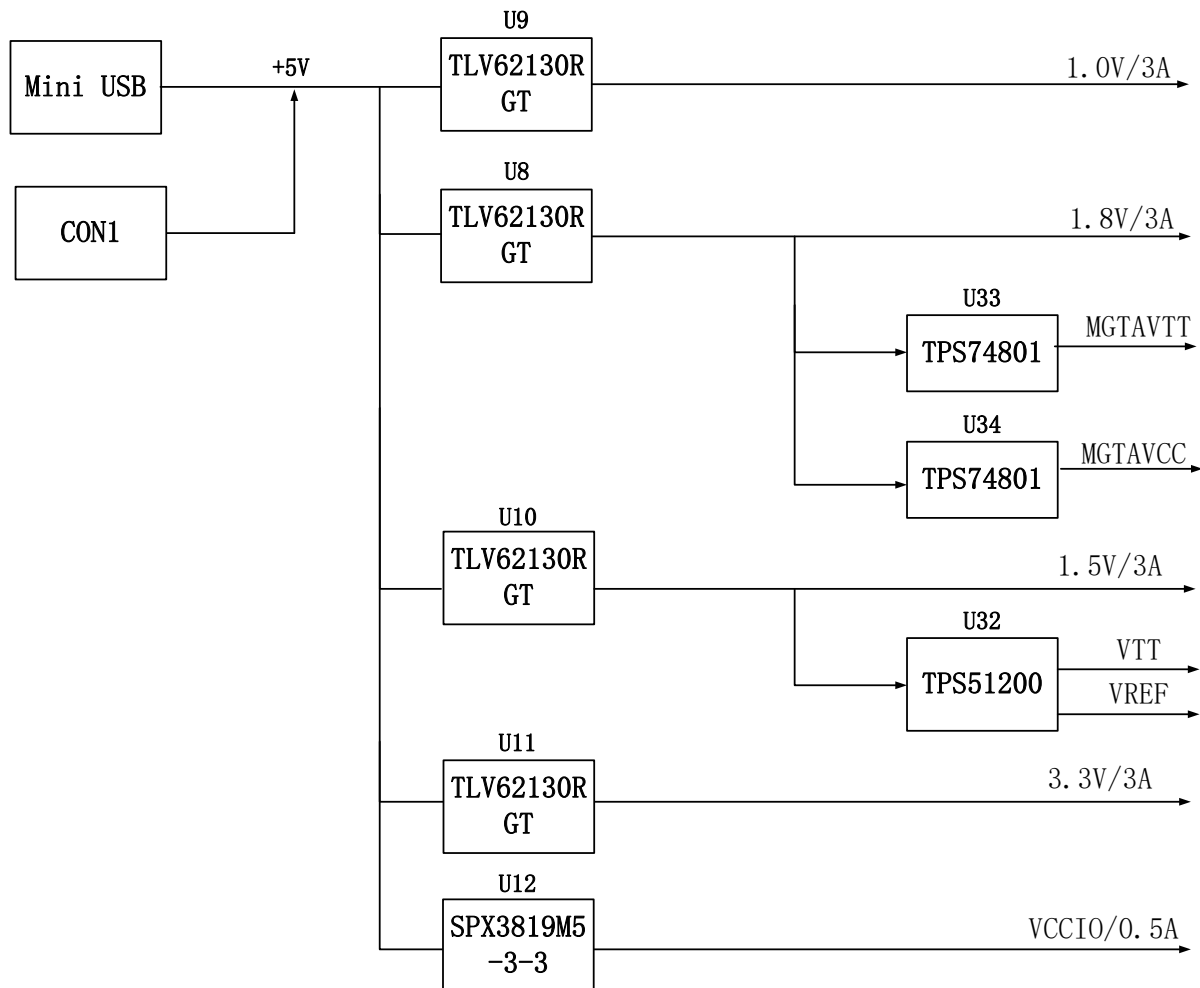 U9
Mini USB
+5V
TLV62130R
GT
1.0V/3A
U8
CON1
TLV62130R
GT
1.8V/3A
U33
TPS74801
MGTAVTT
U34
TPS74801
MGTAVCC
U10
TLV62130R
GT
1.5V/3A
U32
TPS51200
VTT
VREF
U11
TLV62130R
GT
3.3V/3A
U12
SPX3819M5
-3-3
VCCIO/0.5A